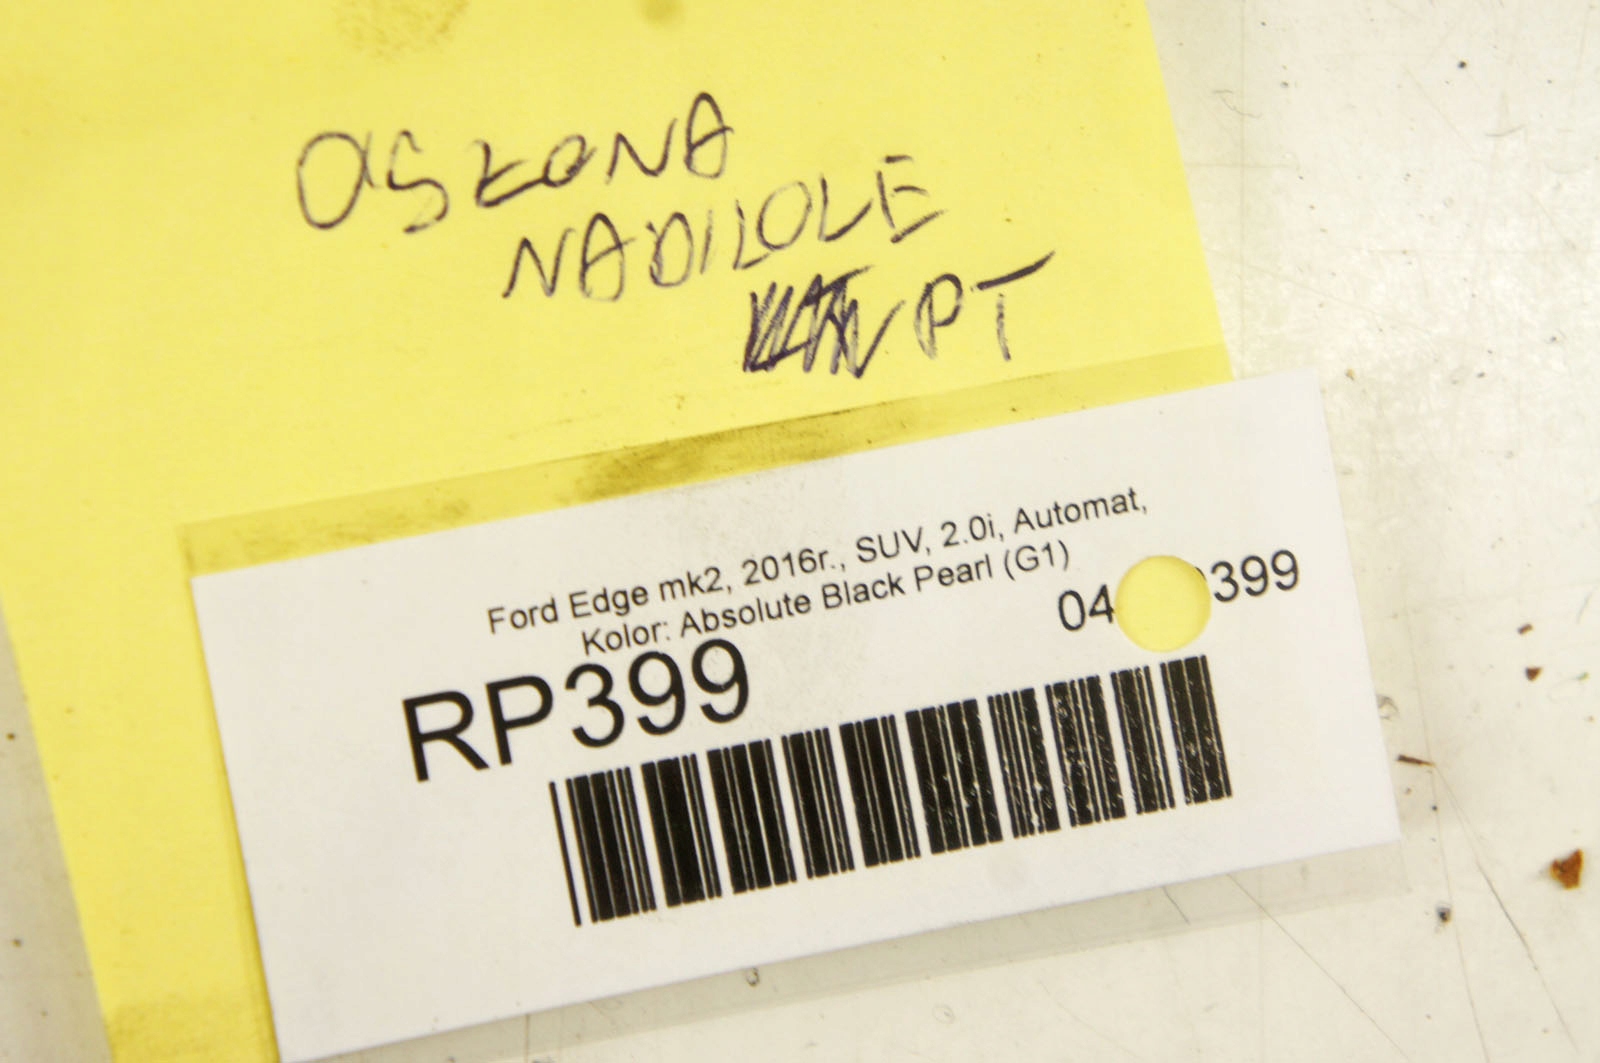 OSŁONA
NADKOLE
PT
Ford Edge mk2, 2016r., SUV, 2.0i, Automat,
Kolor: Absolute Black Pearl (G1)
RP399